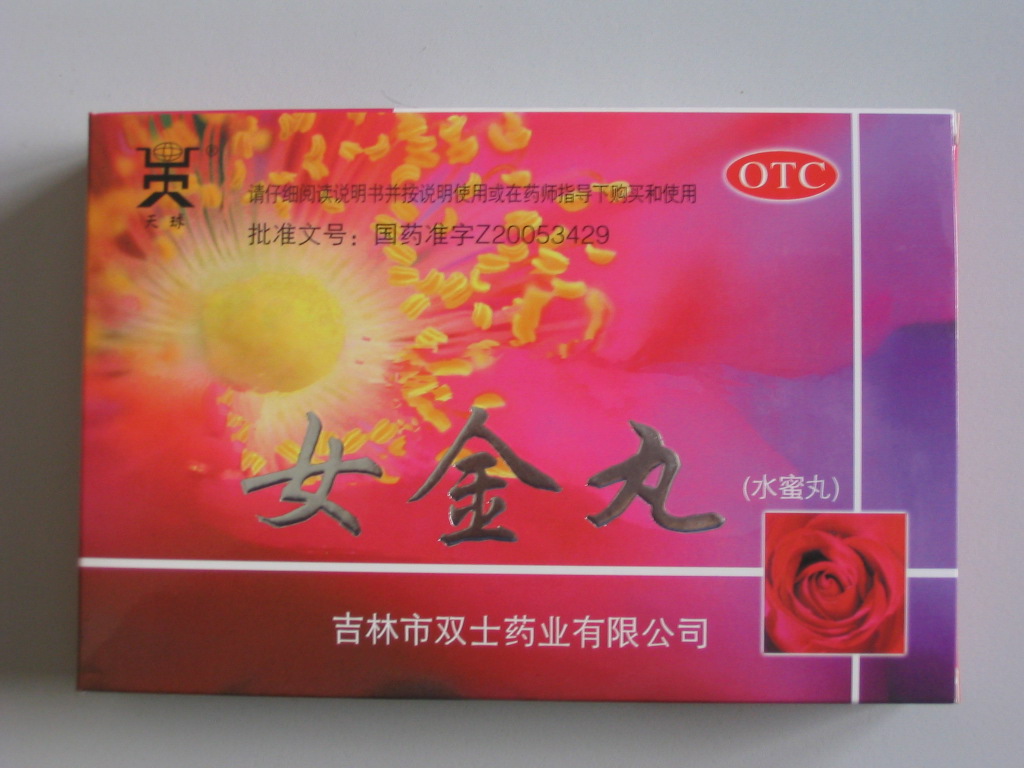 天球
®
OTC
请仔细阅读说明书并按说明使用或在药师指导下购买和使用
批准文号：国药准字Z20053429
女金丸
(水蜜丸)
吉林市双士药业有限公司